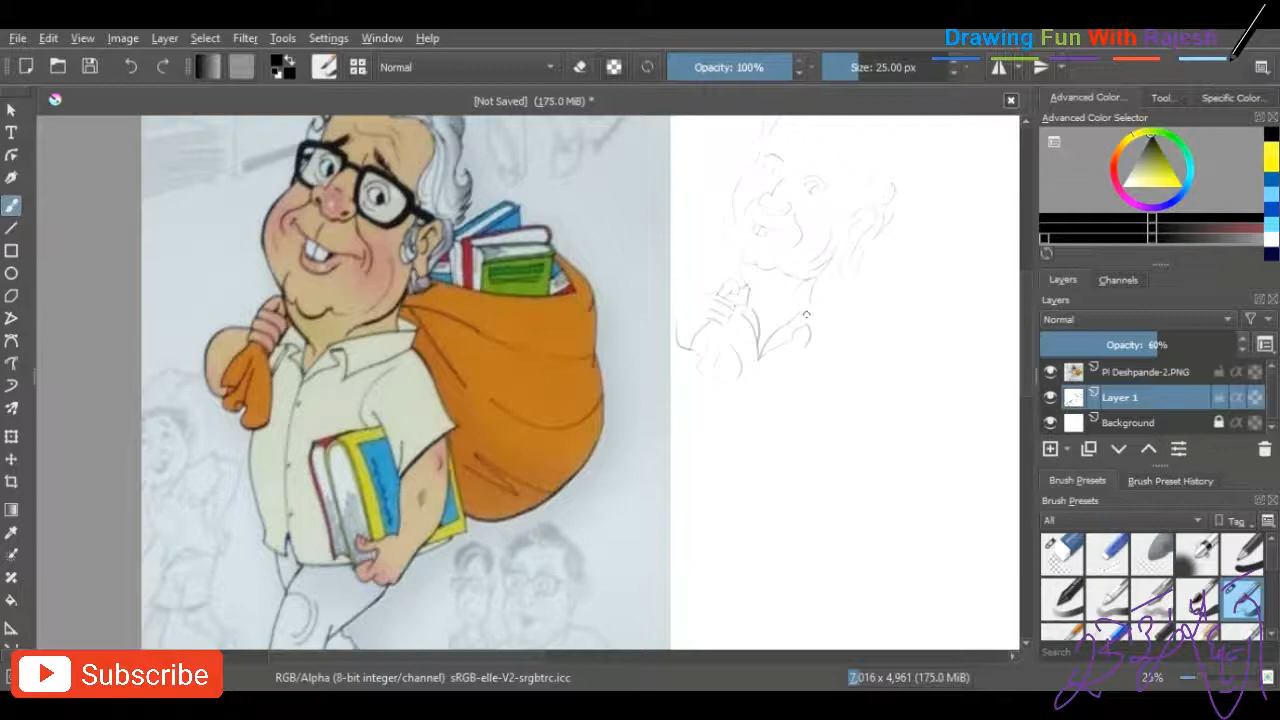 Drawing Fun With Rajesh
File Edit View Image Layer Select Filter Tools Settings Window Help
Normal
Opacity: 100%
Size: 25.00 px
[Not Saved] (175.0 MiB) *
Advanced Color...
Tool...
Specific Color...
Advanced Color Selector
Layers
Channels
Layers
Normal
Opacity: 60%
Pl Deshpande-2.PNG
Layer 1
Background
Brush Presets
Brush Preset History
Brush Presets
All
Tag
Search
Subscribe
RGB/Alpha (8-bit integer/channel) sRGB-elle-V2-srgbtrc.icc
7,016 x 4,961 (175.0 MiB)